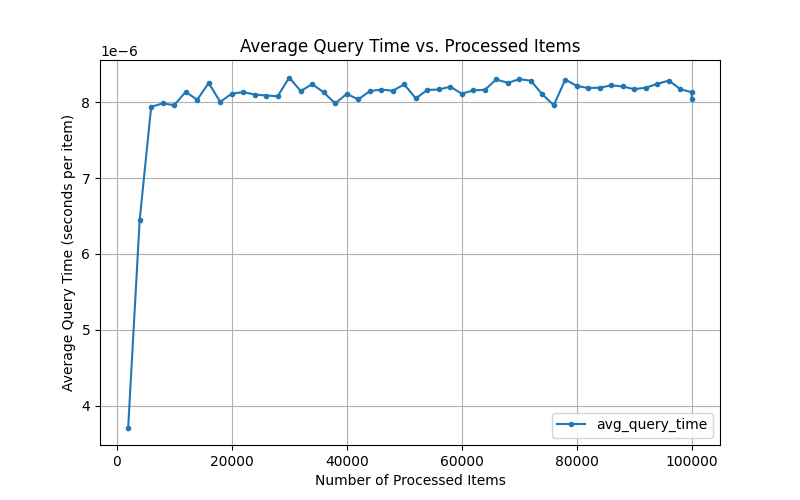 Average Query Time vs. Processed Items
1e−6
8
7
6
5
4
Average Query Time (seconds per item)
avg_query_time
0 20000 40000 60000 80000 100000
Number of Processed Items